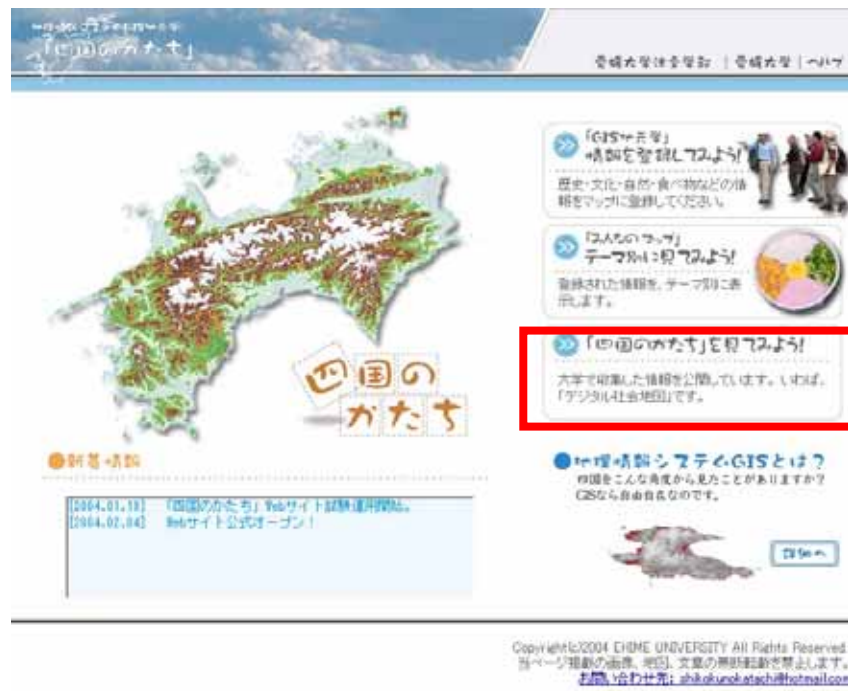 地理情報システムで学ぶ
「四国のかたち」
愛媛大学法文学部 | 愛媛大学 | ヘルプ
「GIS地元学」
情報を登録してみよう!
歴史・文化・自然・食べ物などの情
報をマップに登録してください。
「みんなのマップ」
テーマ別に見てみよう!
登録された情報を、テーマ別に表
示します。
「四国のかたち」を見てみよう!
大学で収集した情報を公開しています。いわば、
「デジタル社会地図」です。
四国の
かたち
●新着情報
[2004.01.10] 「四国のかたち」Webサイト試験運用開始。
[2004.02.04] Webサイト公式オープン!
●地理情報システム・GISとは?
四国をこんな角度から見たことがありますか?
GISなら自由自在なのです。
詳細へ
Copyright(c)2004 EHIME UNIVERSITY All Rights Reserved.
当ページ掲載の画像、地図、文章の無断転載を禁止します。
お問い合わせ先: shikokunokatachi@hotmail.com